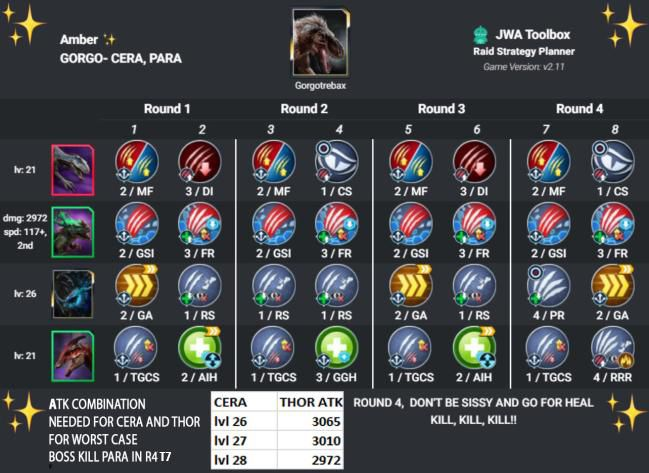 Amber
GORGO- CERA, PARA
Gorgotrebax
JWA Toolbox
Raid Strategy Planner
Game Version: v2.11
Round 1 Round 2 Round 3 Round 4
1 2 3 4 5 6 7 8
lv: 21
2 / MF 3 / DI 2 / MF 1 / CS 2 / MF 3 / DI 2 / MF 1 / CS
dmg: 2972
spd: 117+,
2nd
2 / GSI 3 / FR 2 / GSI 3 / FR 2 / GSI 3 / FR 2 / GSI 3 / FR
lv: 26
2 / GA 1 / RS 1 / RS 1 / RS 2 / GA 1 / RS 4 / PR 2 / GA
lv: 21
1 / TGCS 2 / AIH 1 / TGCS 3 / GGH 1 / TGCS 2 / AIH 1 / TGCS 4 / RRR
ATK COMBINATION
NEEDED FOR CERA AND THOR
FOR WORST CASE
BOSS KILL PARA IN R4 T7
CERA THOR ATK
lvl 26 3065
lvl 27 3010
lvl 28 2972
ROUND 4, DON'T BE SISSY AND GO FOR HEAL
KILL, KILL, KILL!!